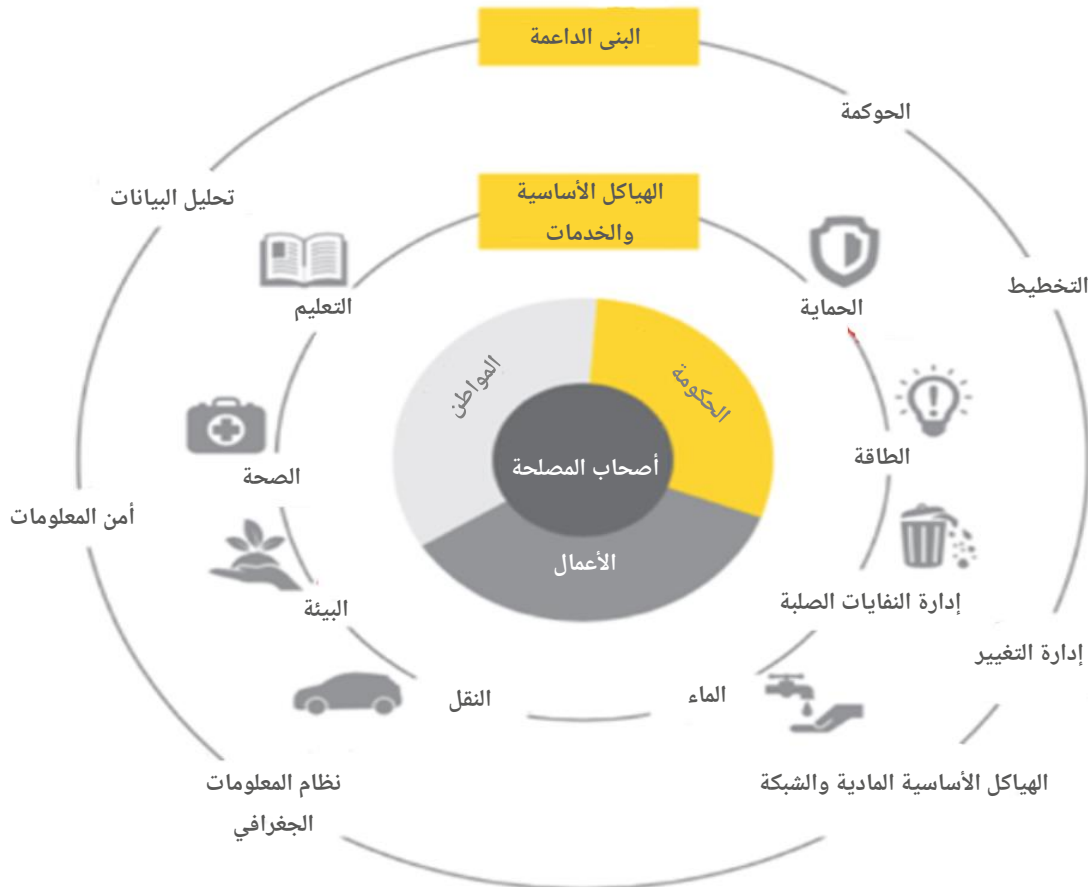 البنى الداعمة
الحوكمة
تحليل البيانات
الهياكل الأساسية
والخدمات
التخطيط
التعليم
الحماية
المواطن
الحكومة
الطاقة
أصحاب المصلحة
الصحة
أمن المعلومات
الأعمال
إدارة النفايات الصلبة
البيئة
إدارة التغيير
الماء
النقل
الهياكل الأساسية المادية والشبكة
نظام المعلومات
الجغرافي